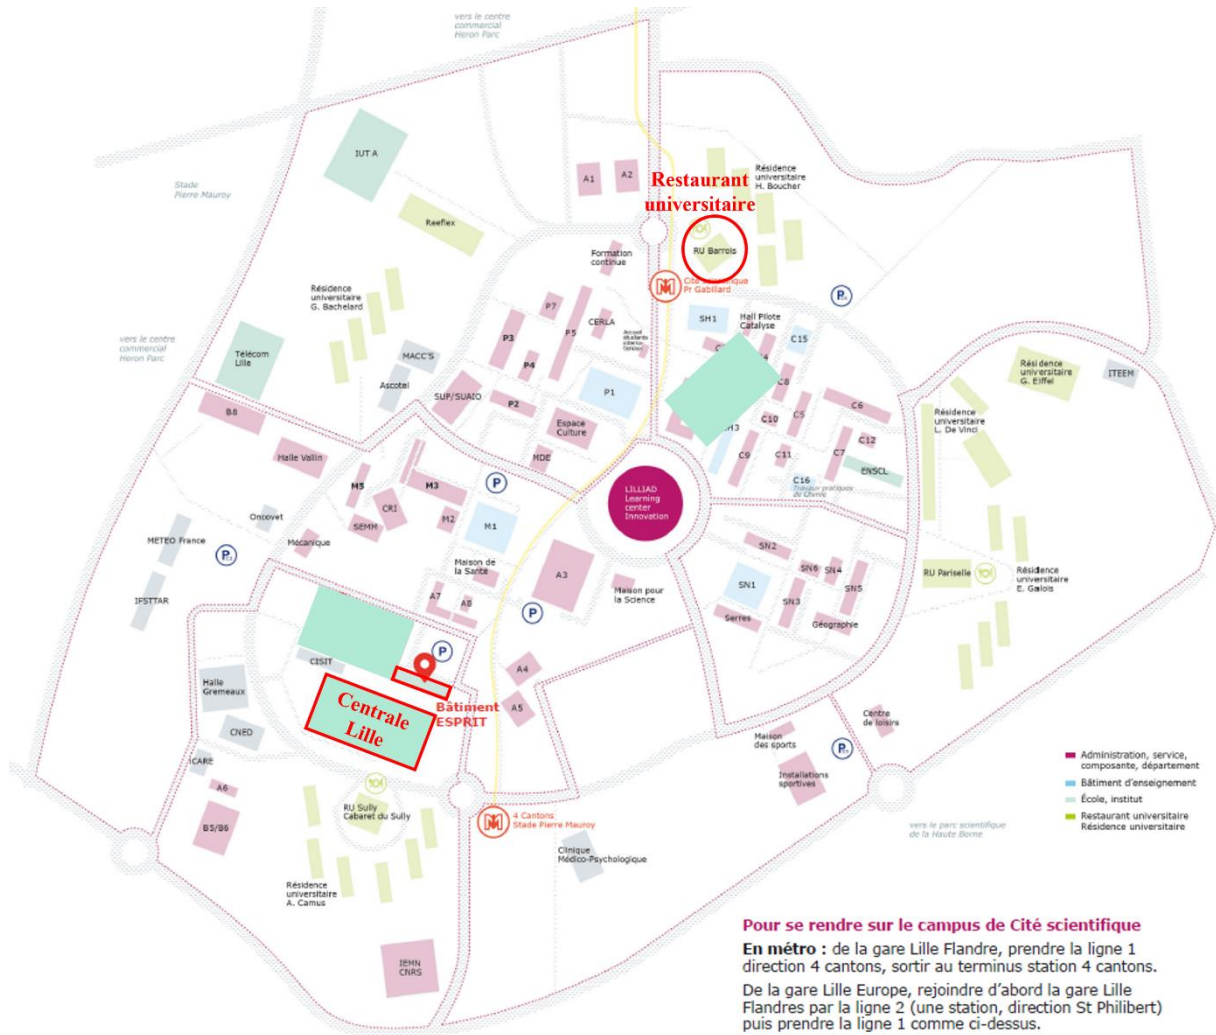 vers le centre
commercial
Heron Parc
IUT A
Stade
Pierre Mauroy
Reeflex
A1
A2
Restaurant
universitaire
Résidence
universitaire
H. Boucher
RU Barrois
Formation
continue
Cité scientifique
Pr Gabillard
Résidence
universitaire
G. Bachelard
vers le centre
commercial
Heron Parc
Télécom
Lille
MACC'S
Ascotel
SUP/SUAIO
P3
P7
P4
P5
P2
CERLA
Accueil
étudiants
P1
Espace
Culture
MDE
SH1
Hall Pilote
Catalyse
C15
C8
C5
C6
C10
C9
C11
C7
C12
C16
Travaux pratiques
de Chimie
ENSCL
P
Résidence
universitaire
G. Eiffel
ITEEM
Résidence
universitaire
L. De Vinci
B8
Halle Vallin
M5
M3
CRI
SEMM
M2
M1
P
LILLIAD
Learning
center
Innovation
Oncovet
METEO France
Mécanique
IFSTTAR
P
Maison de
la Santé
A3
Maison pour
la Science
A7
A8
P
SN2
SN1
SN6
SN4
SN3
SN5
Serres
Géographie
RU Pariselle
Résidence
universitaire
E. Galois
CISIT
P
Halle
Gremeaux
CNED
ICARE
Centrale
Lille
Bâtiment
ESPRIT
A4
A5
A6
B5/B6
RU Sully
Cabaret du Sully
4 Cantons
Stade Pierre Mauroy
Clinique
Médico-Psychologique
Résidence
universitaire
A. Camus
IEMN
CNRS
Maison
des sports
Installations
sportives
Centre
de loisirs
P
vers le parc scientifique
de la Haute Borne
Administration, service,
composante, département
Bâtiment d'enseignement
École, institut
Restaurant universitaire
Résidence universitaire
Pour se rendre sur le campus de Cité scientifique
En métro : de la gare Lille Flandre, prendre la ligne 1
direction 4 cantons, sortir au terminus station 4 cantons.
De la gare Lille Europe, rejoindre d'abord la gare Lille
Flandres par la ligne 2 (une station, direction St Philibert)
puis prendre la ligne 1 comme ci-dessus.